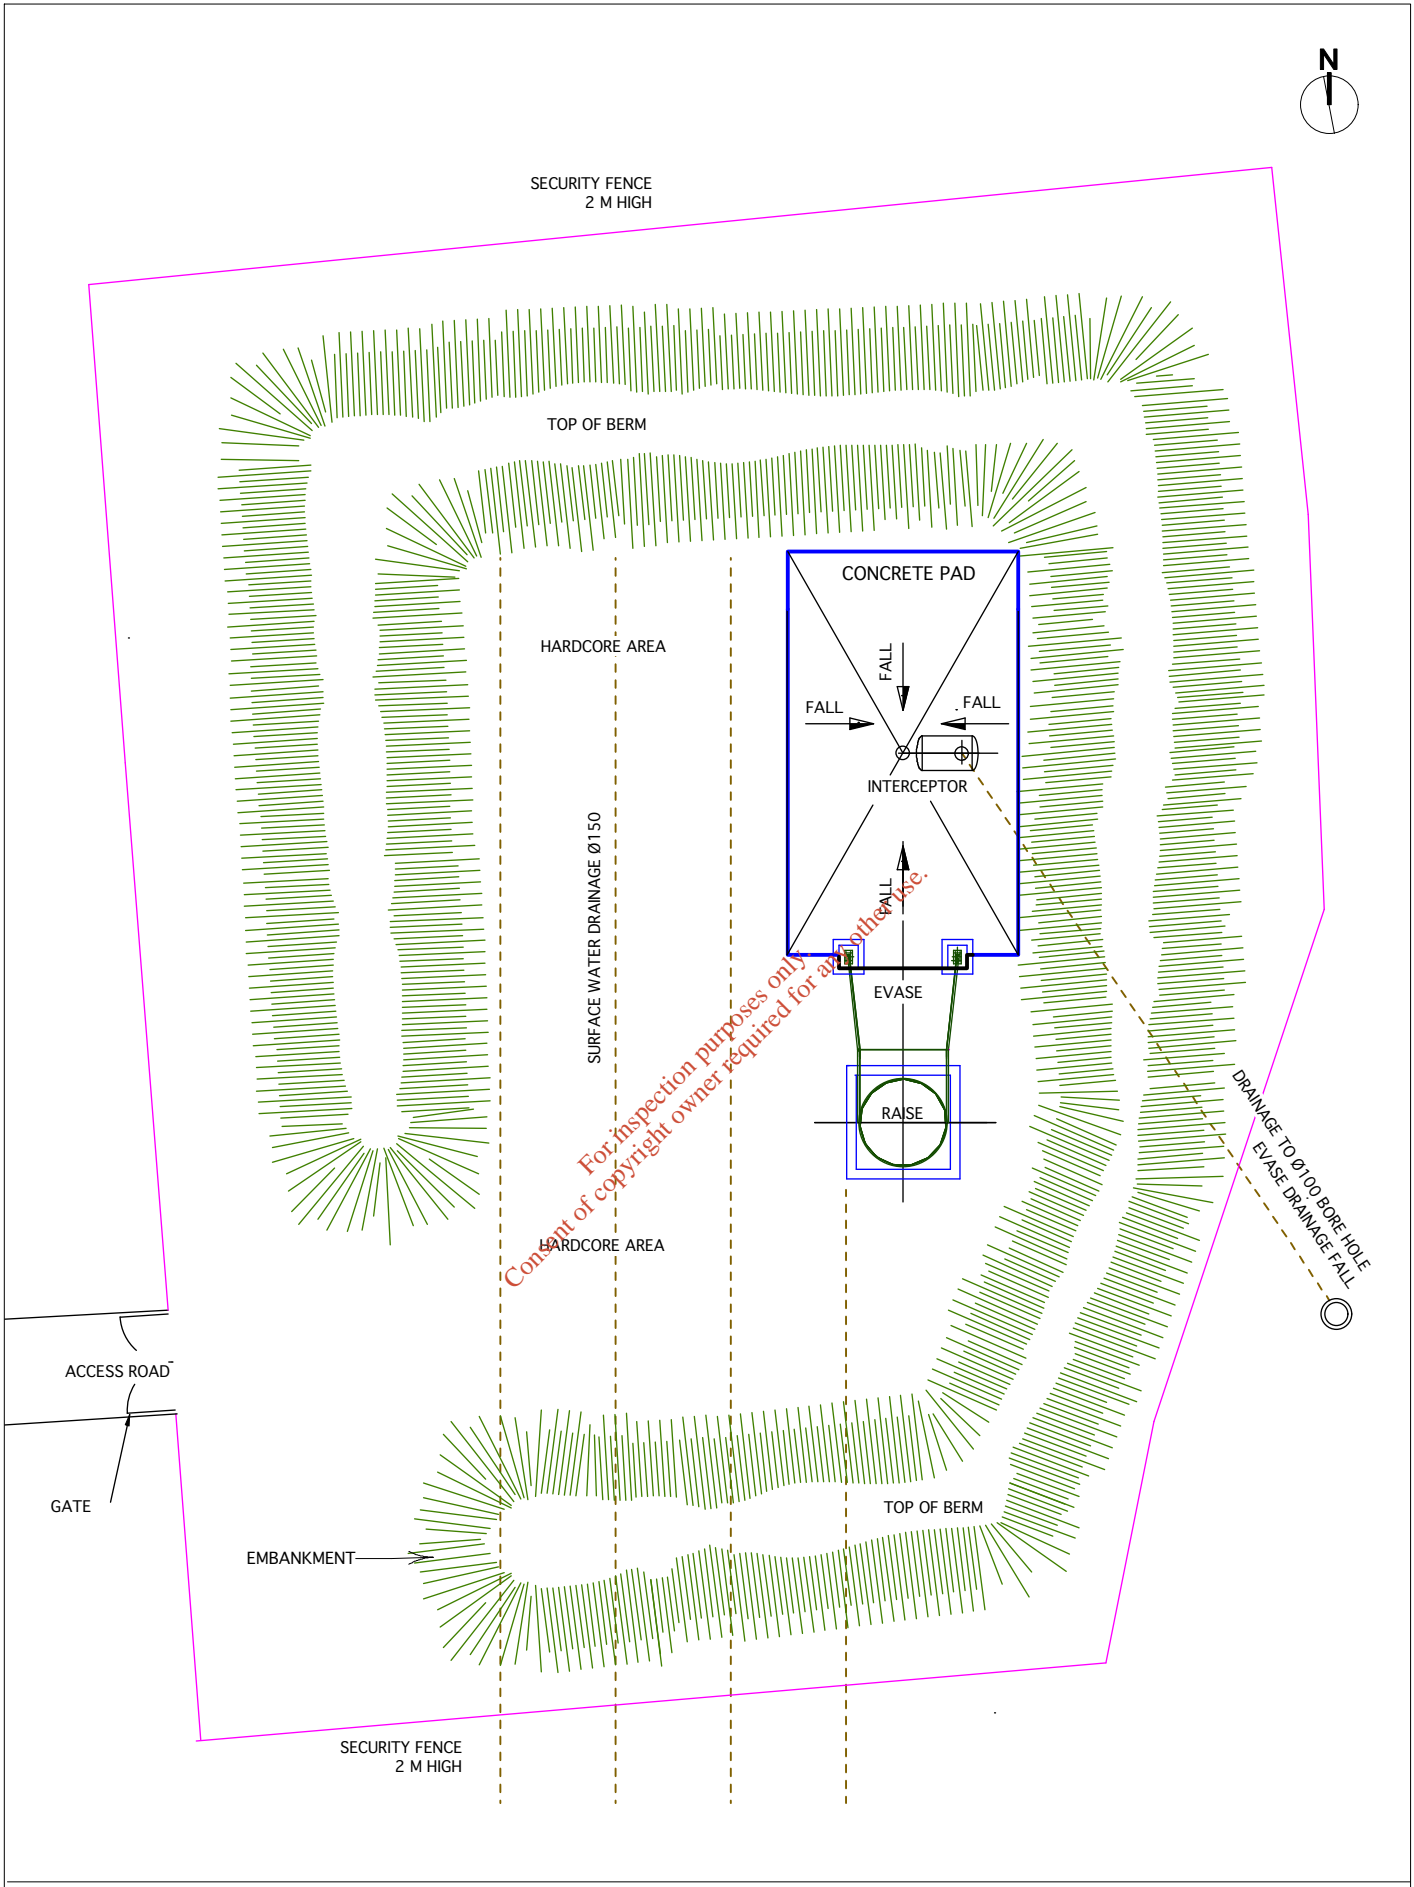 N
SECURITY FENCE
2 M HIGH
TOP OF BERM
CONCRETE PAD
HARDCORE AREA
FALL
FALL
FALL
INTERCEPTOR
SURFACE WATER DRAINAGE Ø150
FALL
For inspection purposes only.
Consent of copyright owner required for any other use.
EVASE
RAISE
DRAINAGE TO Ø100 BORE HOLE
EVASE DRAINAGE FALL
HARDCORE AREA
ACCESS ROAD
GATE
TOP OF BERM
EMBANKMENT
SECURITY FENCE
2 M HIGH